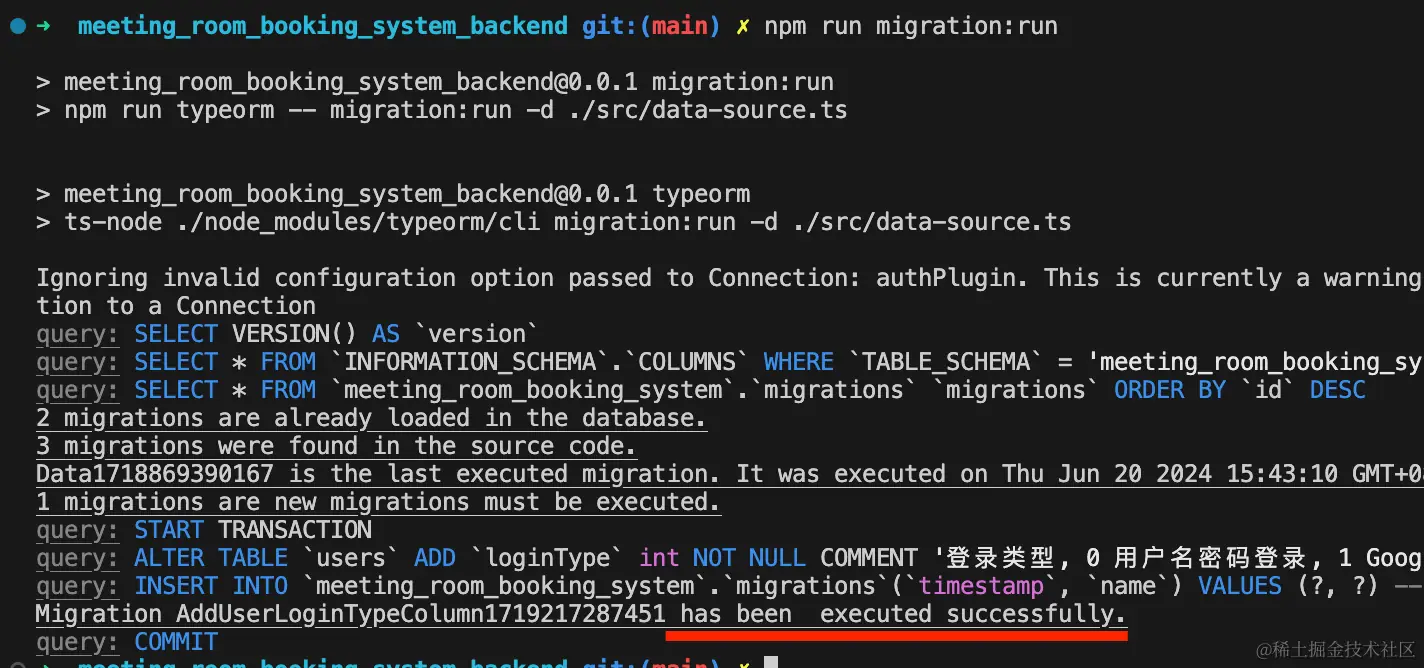 ➜ meeting_room_booking_system_backend git:(main) ✗ npm run migration:run
> meeting_room_booking_system_backend@0.0.1 migration:run
> npm run typeorm -- migration:run -d ./src/data-source.ts
> meeting_room_booking_system_backend@0.0.1 typeorm
> ts-node ./node_modules/typeorm/cli migration:run -d ./src/data-source.ts
Ignoring invalid configuration option passed to Connection: authPlugin. This is currently a warning
tion to a Connection
query: SELECT VERSION() AS `version`
query: SELECT * FROM `INFORMATION_SCHEMA`.`COLUMNS` WHERE `TABLE_SCHEMA` = 'meeting_room_booking_sy
query: SELECT * FROM `meeting_room_booking_system`.`migrations` `migrations` ORDER BY `id` DESC
2 migrations are already loaded in the database.
3 migrations were found in the source code.
Data1718869390167 is the last executed migration. It was executed on Thu Jun 20 2024 15:43:10 GMT+0
1 migrations are new migrations must be executed.
query: START TRANSACTION
query: ALTER TABLE `users` ADD `loginType` int NOT NULL COMMENT '登录类型, 0 用户名密码登录, 1 Goog
query: INSERT INTO `meeting_room_booking_system`.`migrations`(`timestamp`, `name`) VALUES (?, ?) --
Migration AddUserLoginTypeColumn1719217287451 has been  executed successfully.
query: COMMIT
@稀土掘金技术社区
➜ meeting_room_booking_system_backend git:(main) ✗